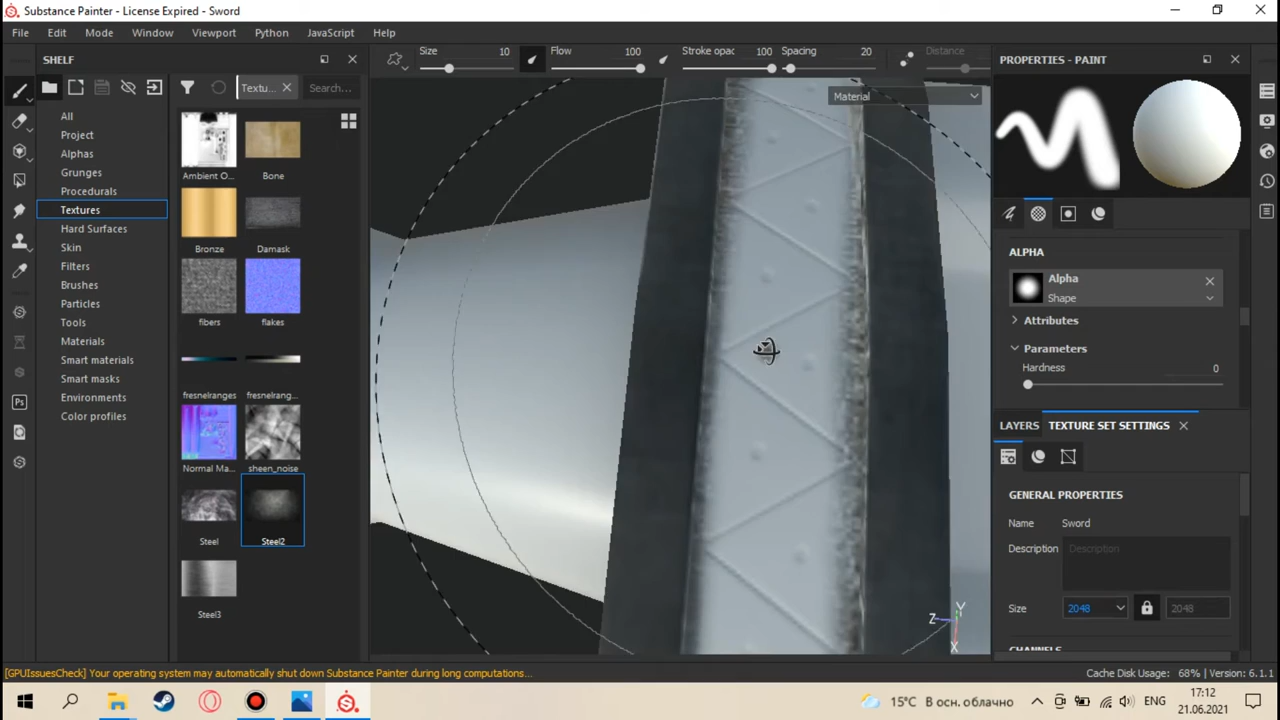 Substance Painter - License Expired - Sword
File Edit Mode Window Viewport Python JavaScript Help
SHELF
Textu...
Search...
All
Project
Alphas
Grunges
Procedurals
Textures
Hard Surfaces
Skin
Filters
Brushes
Particles
Tools
Materials
Smart materials
Smart masks
Environments
Color profiles
Ambient O...
Bone
Bronze
Damask
fibers
flakes
fresnelranges
fresnelrang...
Normal Ma...
sheen_noise
Steel
Steel2
Steel3
Size 10
Flow 100
Stroke opac 100
Spacing 20
Distance
Material
Y
Z
X
PROPERTIES - PAINT
ALPHA
Alpha
Shape
Attributes
Parameters
Hardness 0
LAYERS TEXTURE SET SETTINGS
GENERAL PROPERTIES
Name Sword
Description Description
Size 2048 2048
CHANNELS
Ps
[GPUIssuesCheck] Your operating system may automatically shut down Substance Painter during long computations...
Cache Disk Usage: 68% | Version: 6.1.1
15°C В осн. облачно
ENG
17:12
21.06.2021